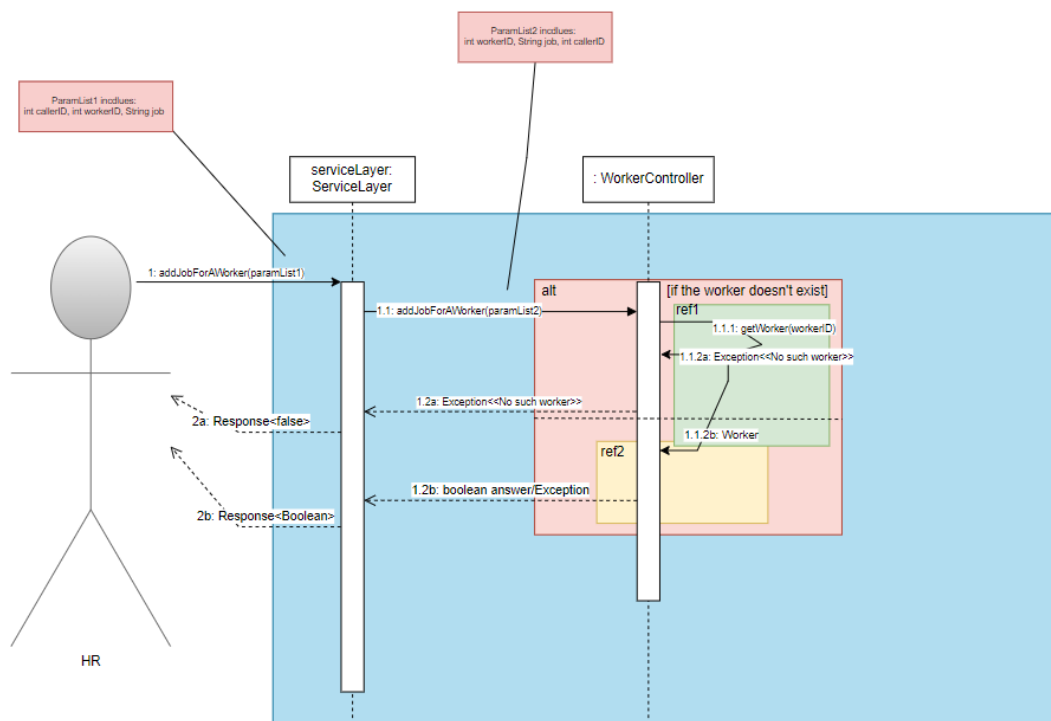 ParamList2 incdlues:
int workerID, String job, int callerID
ParamList1 incdlues:
int callerID, int workerID, String job
serviceLayer:
ServiceLayer
: WorkerController
1: addJobForAWorker(paramList1)
alt
[if the worker doesn't exist]
ref1
1.1: addJobForAWorker(paramList2)
1.1.1: getWorker(workerID)
1.1.2a: Exception<<No such worker>>
1.2a: Exception<<No such worker>>
2a: Response<false>
1.1.2b: Worker
ref2
1.2b: boolean answer/Exception
2b: Response<Boolean>
HR